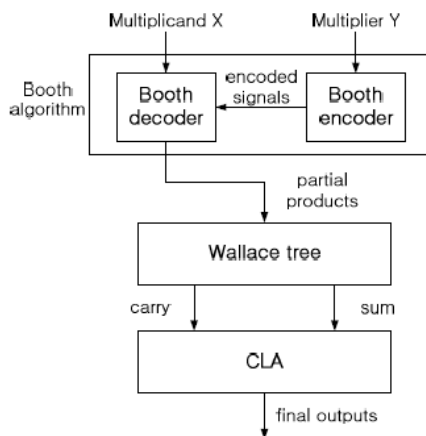 Multiplicand X
Multiplier Y
Booth
algorithm
Booth
decoder
encoded
signals
Booth
encoder
partial
products
Wallace tree
carry
sum
CLA
final outputs